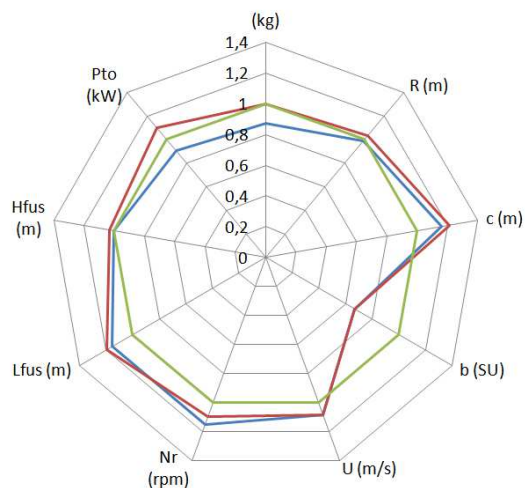 (kg)
1,4
1,2
1
0,8
0,6
0,4
0,2
0
R (m)
c (m)
b (SU)
U (m/s)
Nr
(rpm)
Lfus (m)
Hfus
(m)
Pto
(kW)